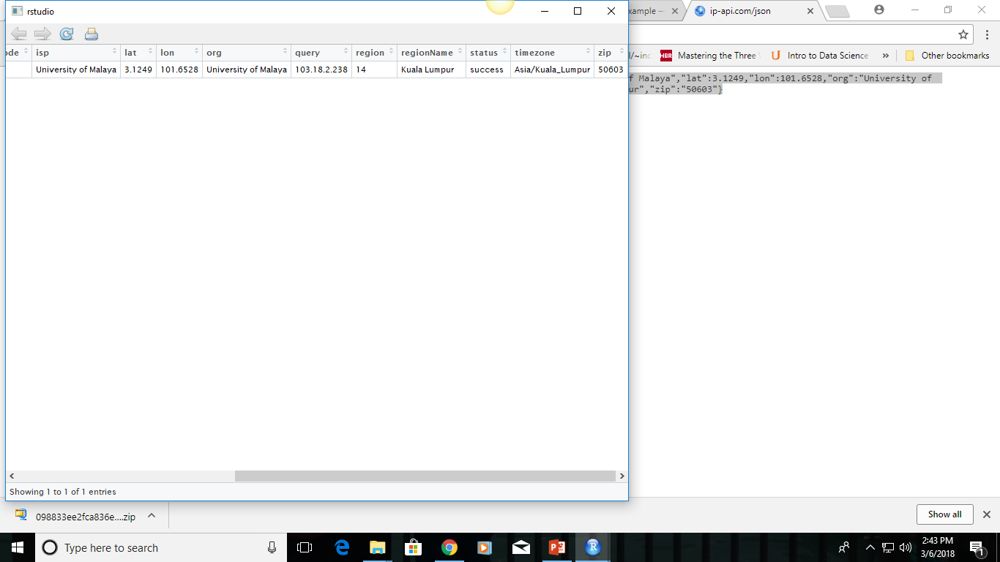 rstudio
ode isp lat lon org query region regionName status timezone zip
University of Malaya 3.1249 101.6528 University of Malaya 103.18.2.238 14 Kuala Lumpur success Asia/Kuala_Lumpur 50603
Showing 1 to 1 of 1 entries
xample —
ip-api.com/json
l/~inc
HBR Mastering the Three
U Intro to Data Science
»
Other bookmarks
f Malaya","lat":3.1249,"lon":101.6528,"org":"University of
ur","zip":"50603"}
098833ee2fca836e....zip
Show all
Type here to search
2:43 PM
3/6/2018
1